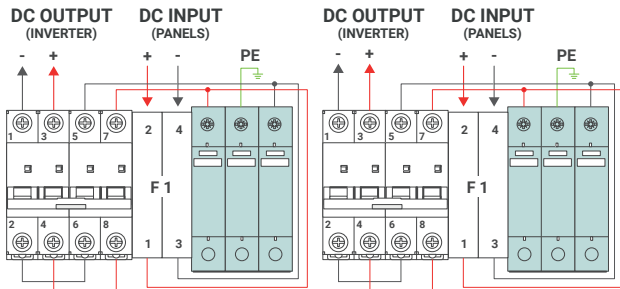 DC OUTPUT DC INPUT DC OUTPUT DC INPUT
(INVERTER) (PANELS) (INVERTER) (PANELS)
- + + - PE - + + - PE
1 3 5 7 2 4 1 3 5 7 2 4
F 1 F 1
2 4 6 8 1 3 2 4 6 8 1 3